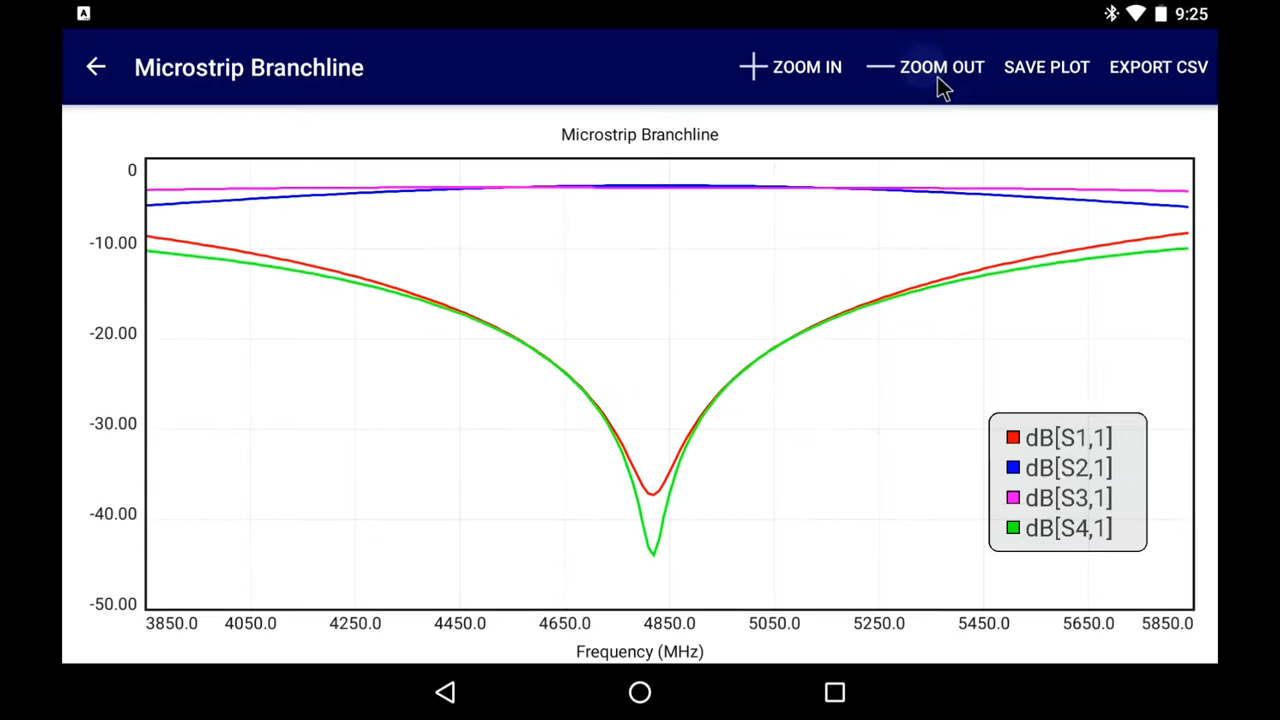 A
9:25
Microstrip Branchline
ZOOM IN
ZOOM OUT
SAVE PLOT
EXPORT CSV
Microstrip Branchline
0
-10.00
-20.00
-30.00
-40.00
-50.00
dB[S1,1]
dB[S2,1]
dB[S3,1]
dB[S4,1]
3850.0 4050.0 4250.0 4450.0 4650.0 4850.0 5050.0 5250.0 5450.0 5650.0 5850.0
Frequency (MHz)